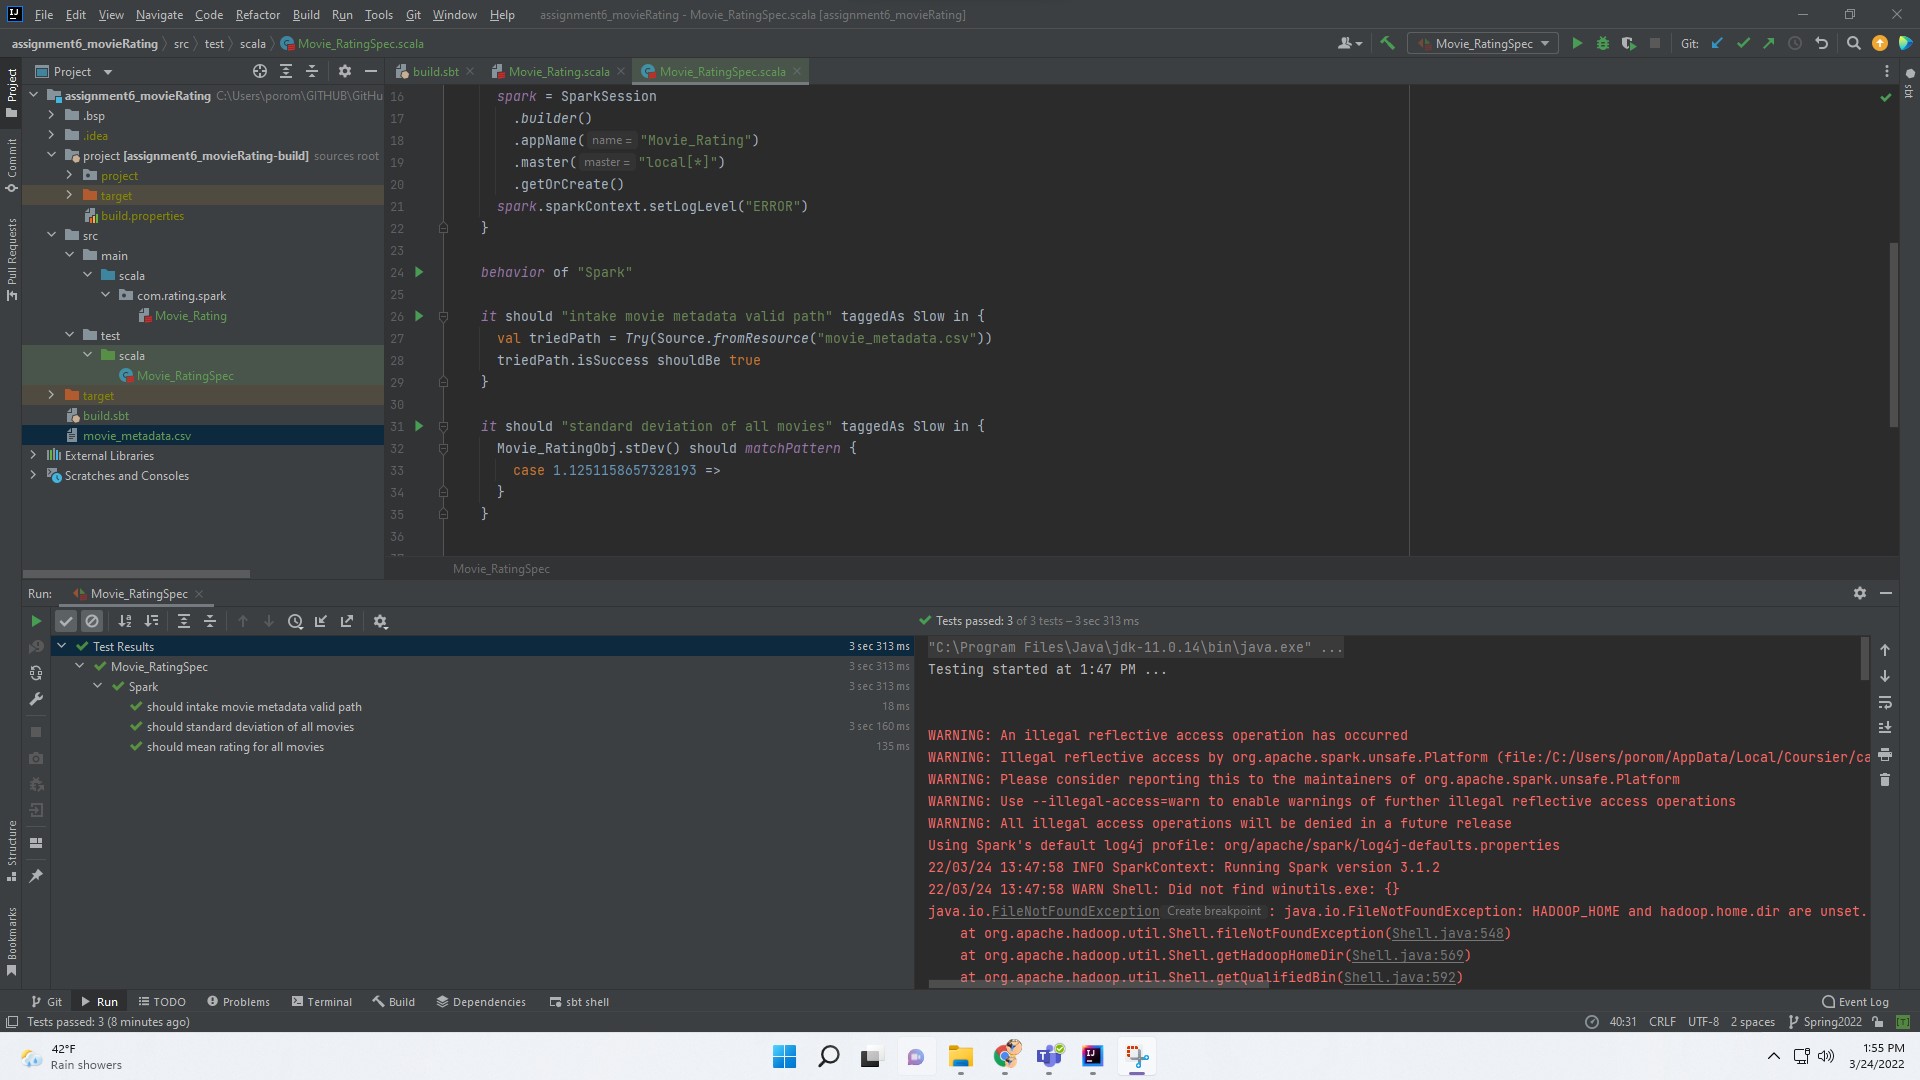 File Edit View Navigate Code Refactor Build Run Tools Git Window Help assignment6_movieRating - Movie_RatingSpec.scala [assignment6_movieRating]
assignment6_movieRating src test scala Movie_RatingSpec.scala Movie_RatingSpec Git:
Project build.sbt Movie_Rating.scala Movie_RatingSpec.scala
Project
Commit
Pull Requests
Structure
Bookmarks
sbt
assignment6_movieRating C:\Users\porom\GITHUB\GitHu
.bsp
.idea
project [assignment6_movieRating-build] sources root
project
target
build.properties
src
main
scala
com.rating.spark
Movie_Rating
test
scala
Movie_RatingSpec
target
build.sbt
movie_metadata.csv
External Libraries
Scratches and Consoles
16 spark = SparkSession
17 .builder()
18 .appName( name = "Movie_Rating")
19 .master( master = "local[*]")
20 .getOrCreate()
21 spark.sparkContext.setLogLevel("ERROR")
22 }
23
24 behavior of "Spark"
25
26 it should "intake movie metadata valid path" taggedAs Slow in {
27 val triedPath = Try(Source.fromResource("movie_metadata.csv"))
28 triedPath.isSuccess shouldBe true
29 }
30
31 it should "standard deviation of all movies" taggedAs Slow in {
32 Movie_RatingObj.stDev() should matchPattern {
33 case 1.1251158657328193 =>
34 }
35 }
36
Movie_RatingSpec
Run: Movie_RatingSpec
Tests passed: 3 of 3 tests – 3 sec 313 ms
Test Results 3 sec 313 ms
Movie_RatingSpec 3 sec 313 ms
Spark 3 sec 313 ms
should intake movie metadata valid path 18 ms
should standard deviation of all movies 3 sec 160 ms
should mean rating for all movies 135 ms
"C:\Program Files\Java\jdk-11.0.14\bin\java.exe" ...
Testing started at 1:47 PM ...
WARNING: An illegal reflective access operation has occurred
WARNING: Illegal reflective access by org.apache.spark.unsafe.Platform (file:/C:/Users/porom/AppData/Local/Coursier/ca
WARNING: Please consider reporting this to the maintainers of org.apache.spark.unsafe.Platform
WARNING: Use --illegal-access=warn to enable warnings of further illegal reflective access operations
WARNING: All illegal access operations will be denied in a future release
Using Spark's default log4j profile: org/apache/spark/log4j-defaults.properties
22/03/24 13:47:58 INFO SparkContext: Running Spark version 3.1.2
22/03/24 13:47:58 WARN Shell: Did not find winutils.exe: {}
java.io.FileNotFoundException Create breakpoint : java.io.FileNotFoundException: HADOOP_HOME and hadoop.home.dir are unset.
at org.apache.hadoop.util.Shell.fileNotFoundException(Shell.java:548)
at org.apache.hadoop.util.Shell.getHadoopHomeDir(Shell.java:569)
at org.apache.hadoop.util.Shell.getQualifiedBin(Shell.java:592)
Git Run TODO Problems Terminal Build Dependencies sbt shell Event Log
Tests passed: 3 (8 minutes ago) 40:31 CRLF UTF-8 2 spaces Spring2022
42°F
Rain showers
1:55 PM
3/24/2022